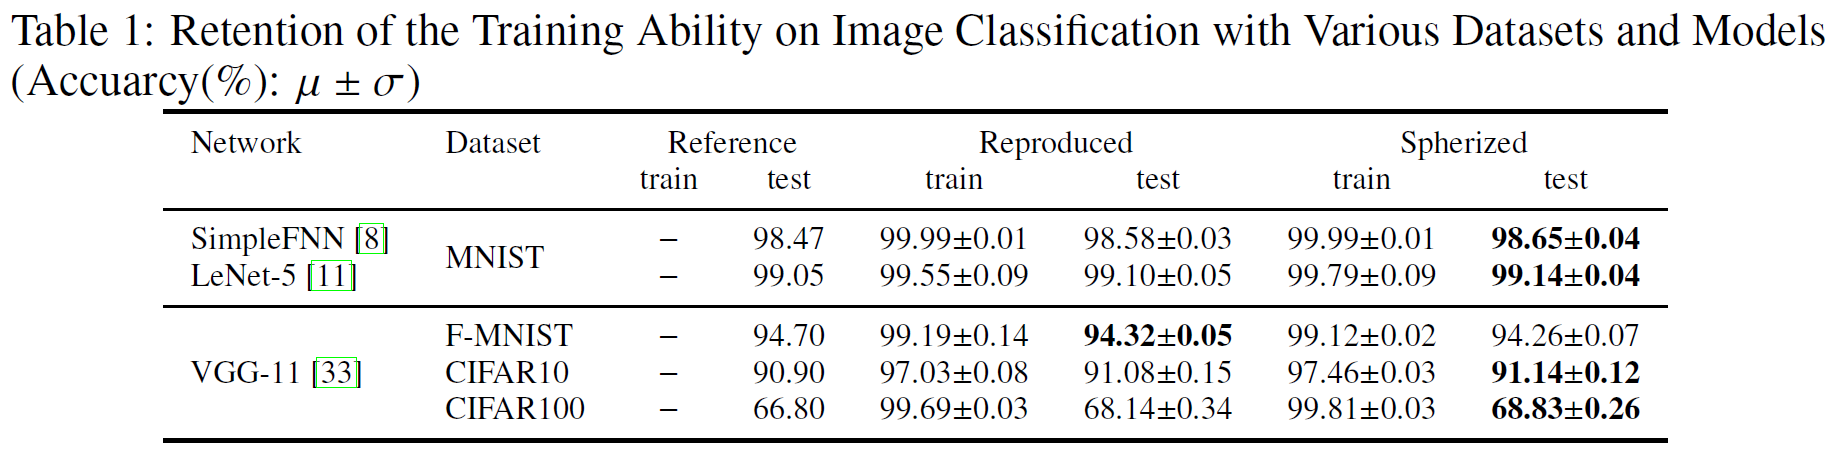 Table 1: Retention of the Training Ability on Image Classification with Various Datasets and Models
(Accuarcy(%): μ ± σ)
Network Dataset Reference Reproduced Spherized
train test train test train test
SimpleFNN [8] MNIST – 98.47 99.99±0.01 98.58±0.03 99.99±0.01 98.65±0.04
LeNet-5 [11] – 99.05 99.55±0.09 99.10±0.05 99.79±0.09 99.14±0.04
VGG-11 [33] F-MNIST – 94.70 99.19±0.14 94.32±0.05 99.12±0.02 94.26±0.07
CIFAR10 – 90.90 97.03±0.08 91.08±0.15 97.46±0.03 91.14±0.12
CIFAR100 – 66.80 99.69±0.03 68.14±0.34 99.81±0.03 68.83±0.26